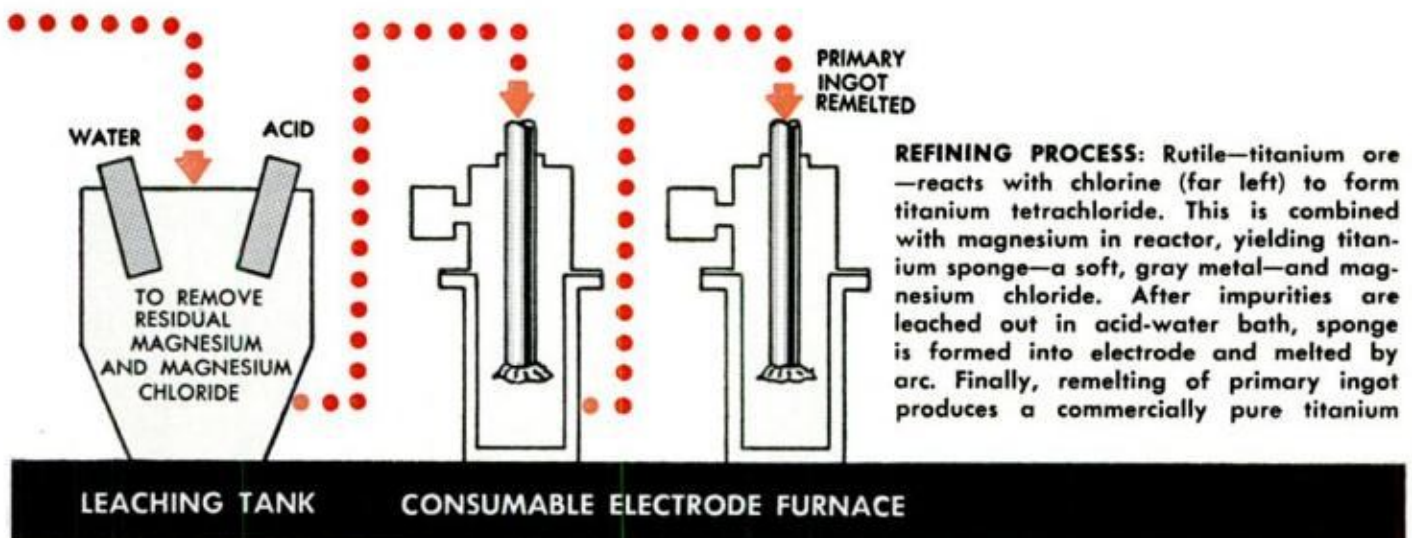 PRIMARY
INGOT
REMELTED
WATER
ACID
TO REMOVE
RESIDUAL
MAGNESIUM
AND MAGNESIUM
CHLORIDE
REFINING PROCESS: Rutile—titanium ore
—reacts with chlorine (far left) to form
titanium tetrachloride. This is combined
with magnesium in reactor, yielding titan-
ium sponge—a soft, gray metal—and mag-
nesium chloride. After impurities are
leached out in acid-water bath, sponge
is formed into electrode and melted by
arc. Finally, remelting of primary ingot
produces a commercially pure titanium
LEACHING TANK
CONSUMABLE ELECTRODE FURNACE